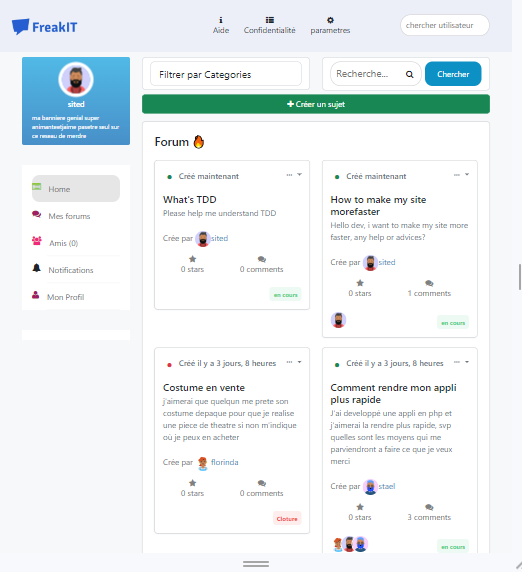 FreakIT
Aide
Confidentialité
parametres
chercher utilisateur
sited
ma banniere genial super
animanteetjaime pasetre seul sur
ce reseau de merdre
Home
Mes forums
Amis (0)
Notifications
Mon Profil
Filtrer par Categories
Recherche...
Chercher
+ Créer un sujet
Forum 🔥
Créé maintenant
What's TDD
Please help me understand TDD
Crée par sited
0 stars
0 comments
en cours
Créé maintenant
How to make my site
morefaster
Hello dev, i want to make my site more
faster, any help or advices?
Crée par sited
0 stars
1 comments
en cours
Créé il y a 3 jours, 8 heures
Costume en vente
j'aimerai que quelqun me prete son
costume depaque pour que je realise
une piece de theatre si non m'indique
où je peux en acheter
Crée par florinda
0 stars
0 comments
Cloture
Créé il y a 3 jours, 8 heures
Comment rendre mon appli
plus rapide
J'ai developpé une appli en php et
j'aimerai la rendre plus rapide, svp
quelles sont les moyens qui me
parviendront a faire ce que je veux
merci
Crée par stael
0 stars
3 comments
en cours